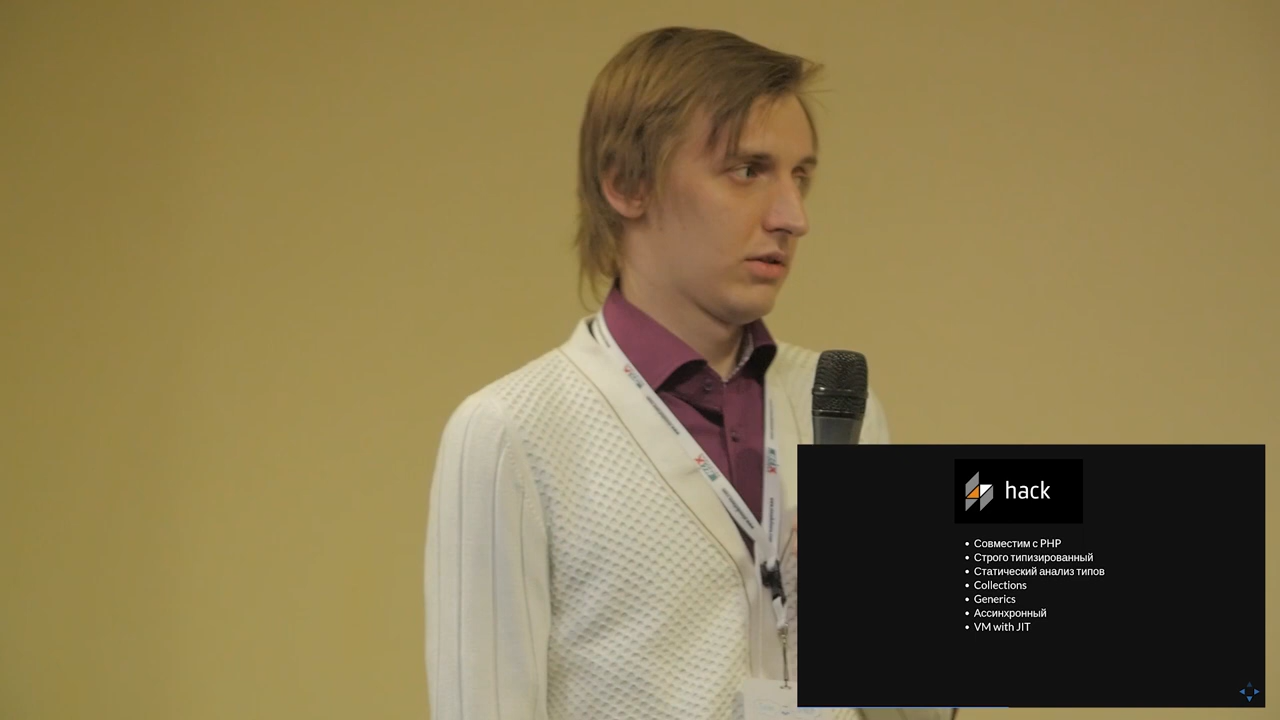 hack
Совместим с PHP
Строго типизированный
Статический анализ типов
Collections
Generics
Ассинхронный
VM with JIT